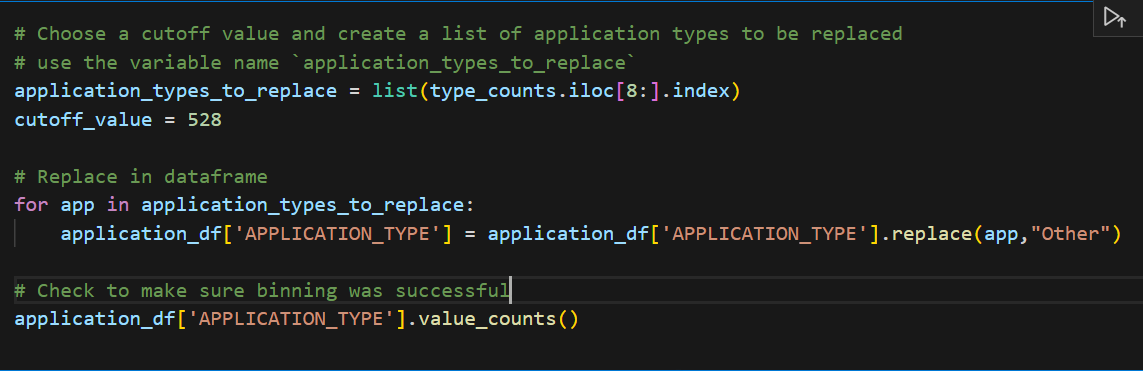 # Choose a cutoff value and create a list of application types to be replaced
# use the variable name `application_types_to_replace`
application_types_to_replace = list(type_counts.iloc[8:].index)
cutoff_value = 528
# Replace in dataframe
for app in application_types_to_replace:
    application_df['APPLICATION_TYPE'] = application_df['APPLICATION_TYPE'].replace(app,"Other")
# Check to make sure binning was successful
application_df['APPLICATION_TYPE'].value_counts()